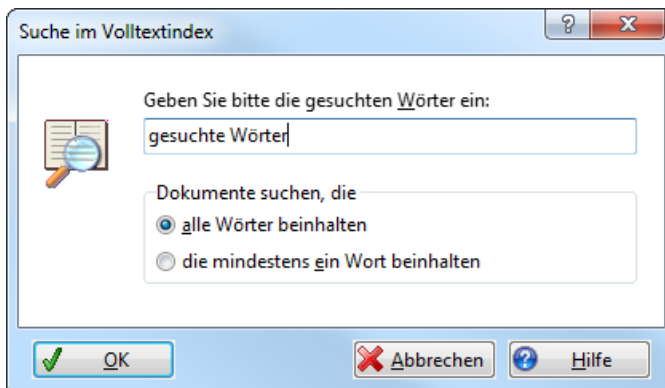 Suche im Volltextindex
Geben Sie bitte die gesuchten Wörter ein:
gesuchte Wörter
Dokumente suchen, die
alle Wörter beinhalten
die mindestens ein Wort beinhalten
OK Abbrechen Hilfe